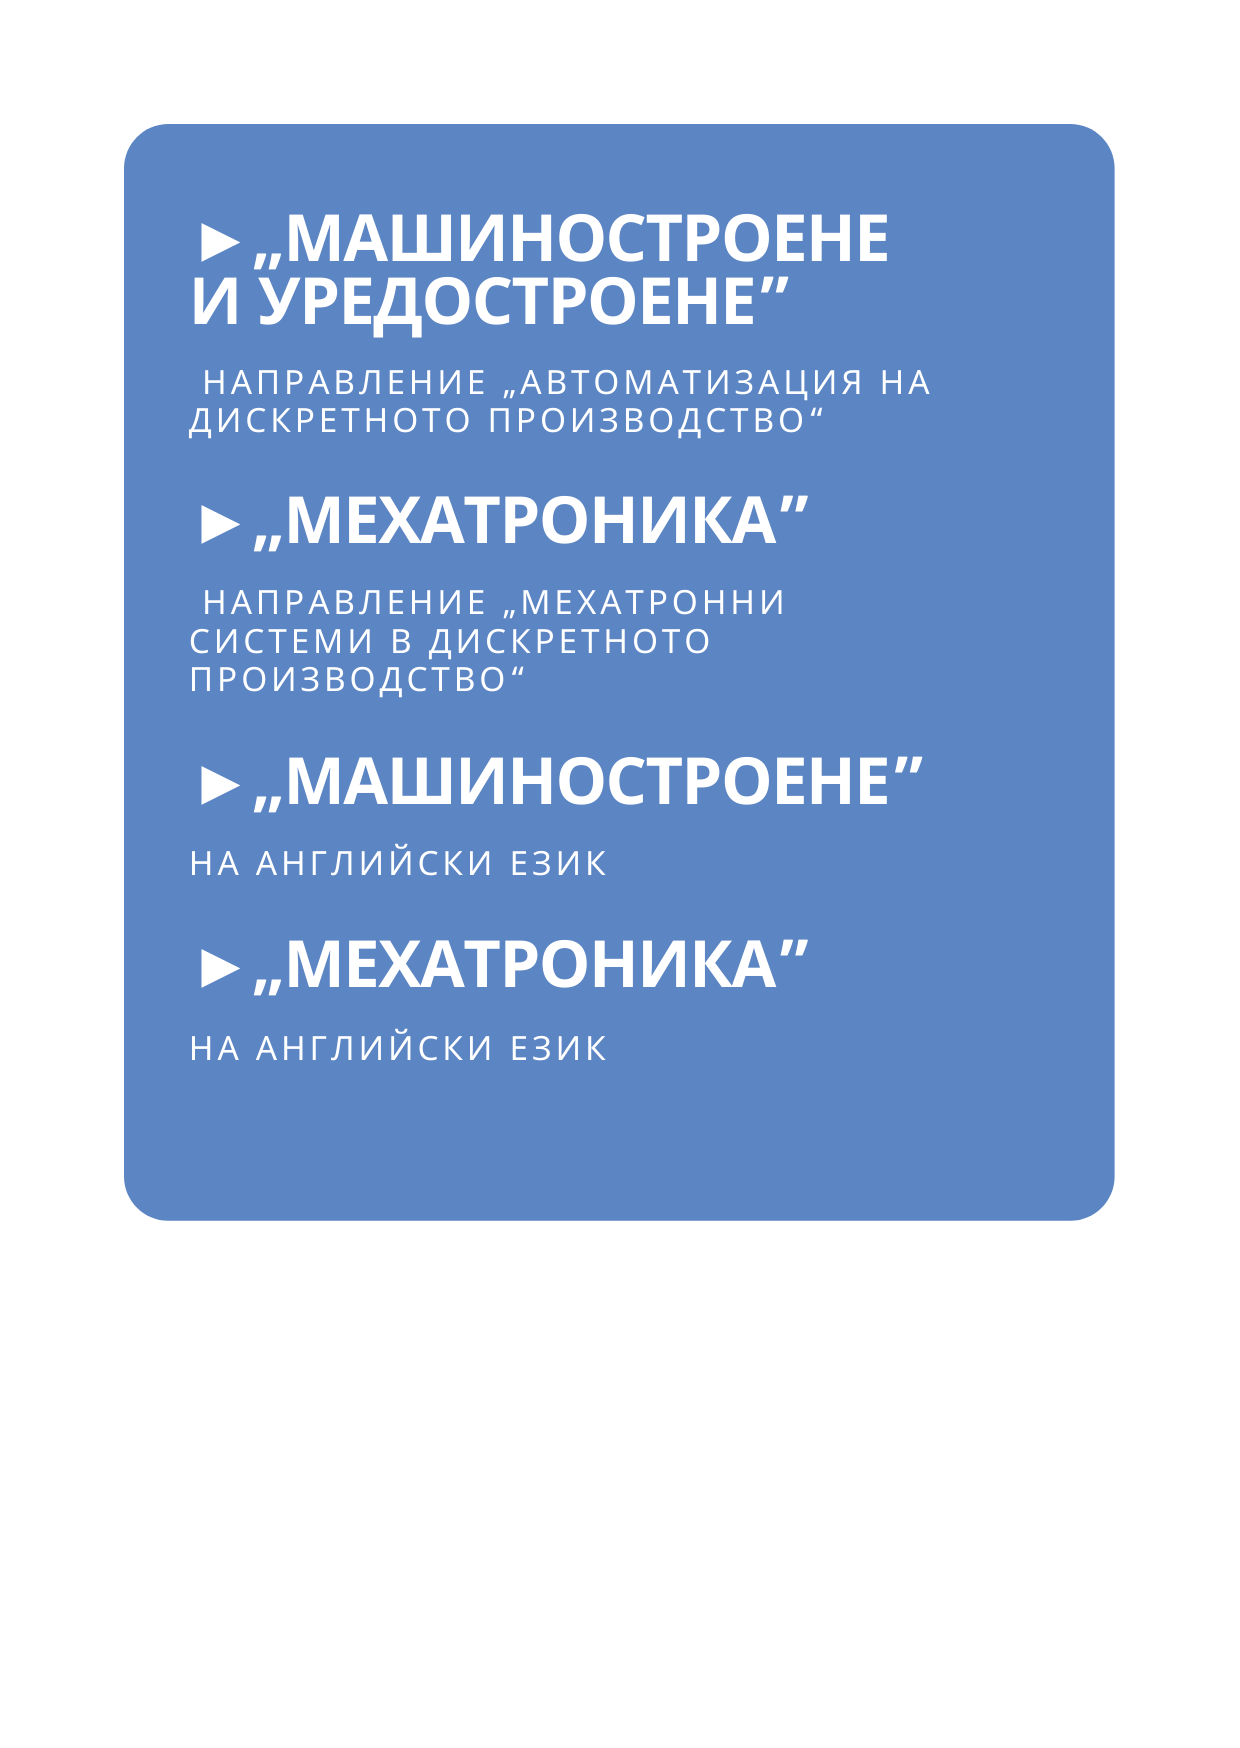 ►„МАШИНОСТРОЕНЕ
И УРЕДОСТРОЕНЕ”
НАПРАВЛЕНИЕ „АВТОМАТИЗАЦИЯ НА
ДИСКРЕТНОТО ПРОИЗВОДСТВО“
►„МЕХАТРОНИКА”
НАПРАВЛЕНИЕ „МЕХАТРОННИ
СИСТЕМИ В ДИСКРЕТНОТО
ПРОИЗВОДСТВО“
►„МАШИНОСТРОЕНЕ”
НА АНГЛИЙСКИ ЕЗИК
►„МЕХАТРОНИКА”
НА АНГЛИЙСКИ ЕЗИК